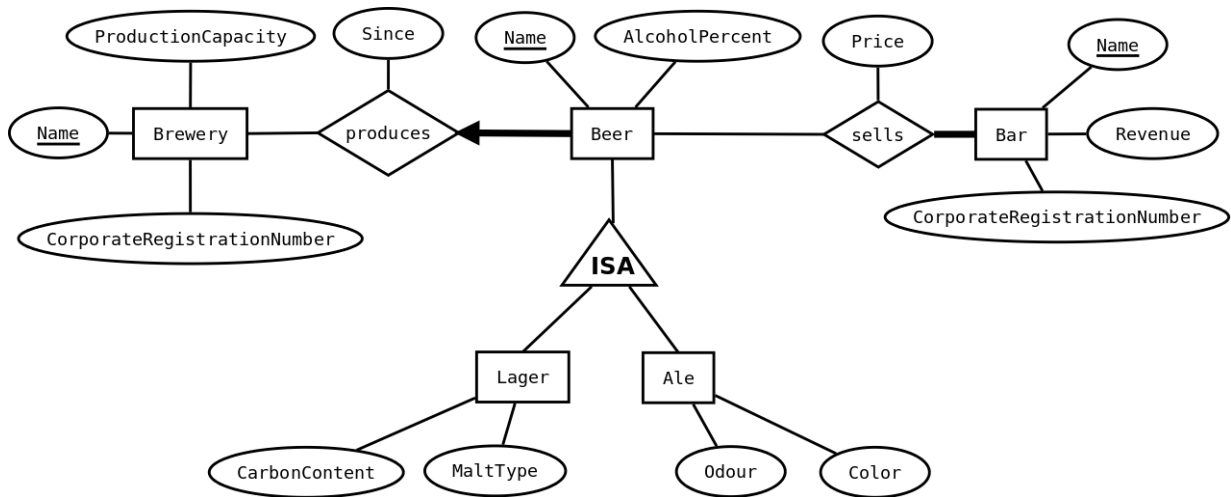 ProductionCapacity
Since
Name
AlcoholPercent
Price
Name
Name
Brewery
produces
Beer
sells
Bar
Revenue
CorporateRegistrationNumber
CorporateRegistrationNumber
ISA
Lager
Ale
CarbonContent
MaltType
Odour
Color